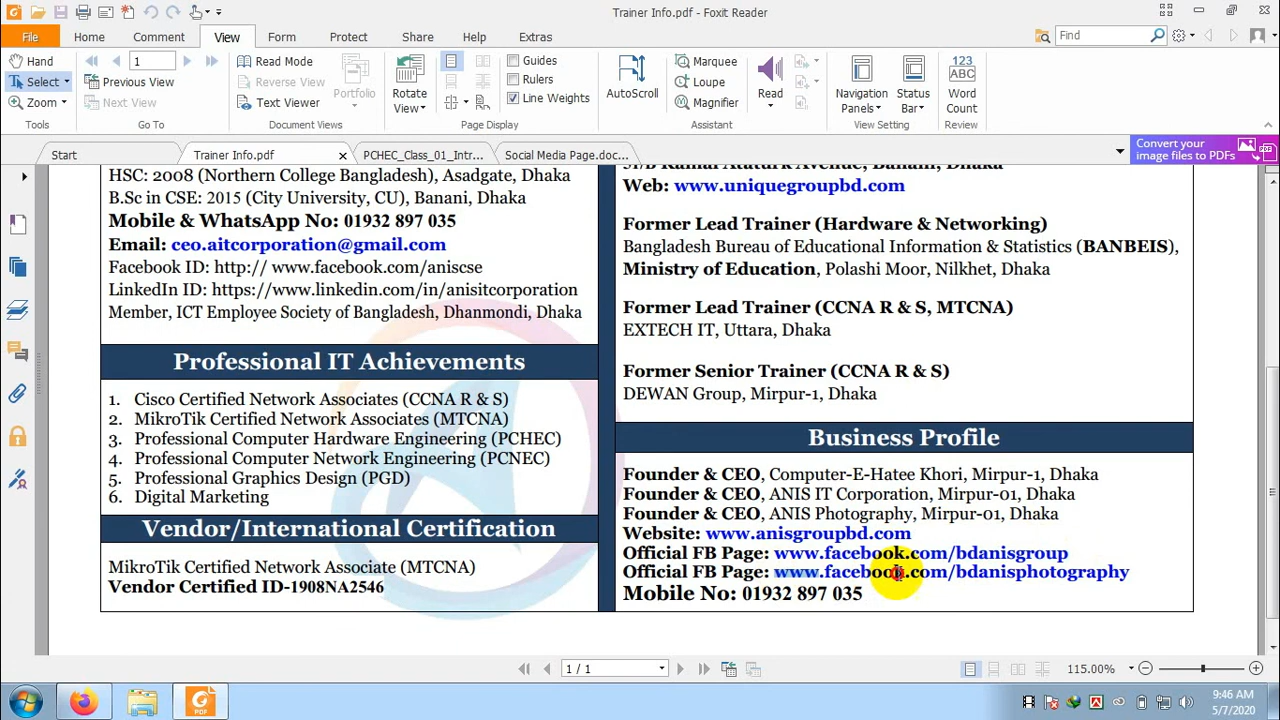 Trainer Info.pdf - Foxit Reader
File Home Comment View Form Protect Share Help Extras
Find
Hand
Select
Zoom
Tools
1
Previous View
Next View
Go To
Read Mode
Reverse View
Text Viewer
Portfolio
Document Views
Rotate View
Guides
Rulers
Line Weights
Page Display
AutoScroll
Marquee
Loupe
Magnifier
Assistant
Read
Navigation Panels
Status Bar
View Setting
123
ABC
Word Count
Review
Start
Trainer Info.pdf
PCHEC_Class_01_Intr...
Social Media Page.doc...
Convert your
image files to PDFs
HSC: 2008 (Northern College Bangladesh), Asadgate, Dhaka
B.Sc in CSE: 2015 (City University, CU), Banani, Dhaka
Mobile & WhatsApp No: 01932 897 035
Email: ceo.aitcorporation@gmail.com
Facebook ID: http:// www.facebook.com/aniscse
LinkedIn ID: https://www.linkedin.com/in/anisitcorporation
Member, ICT Employee Society of Bangladesh, Dhanmondi, Dhaka
Professional IT Achievements
1. Cisco Certified Network Associates (CCNA R & S)
2. MikroTik Certified Network Associates (MTCNA)
3. Professional Computer Hardware Engineering (PCHEC)
4. Professional Computer Network Engineering (PCNEC)
5. Professional Graphics Design (PGD)
6. Digital Marketing
Vendor/International Certification
MikroTik Certified Network Associate (MTCNA)
Vendor Certified ID-1908NA2546
Kamal Ataturk Avenue, Banani, Dhaka
Web: www.uniquegroupbd.com
Former Lead Trainer (Hardware & Networking)
Bangladesh Bureau of Educational Information & Statistics (BANBEIS),
Ministry of Education, Polashi Moor, Nilkhet, Dhaka
Former Lead Trainer (CCNA R & S, MTCNA)
EXTECH IT, Uttara, Dhaka
Former Senior Trainer (CCNA R & S)
DEWAN Group, Mirpur-1, Dhaka
Business Profile
Founder & CEO, Computer-E-Hatee Khori, Mirpur-1, Dhaka
Founder & CEO, ANIS IT Corporation, Mirpur-01, Dhaka
Founder & CEO, ANIS Photography, Mirpur-01, Dhaka
Website: www.anisgroupbd.com
Official FB Page: www.facebook.com/bdanisgroup
Official FB Page: www.facebook.com/bdanisphotography
Mobile No: 01932 897 035
1 / 1
115.00%
PDF
9:46 AM
5/7/2020